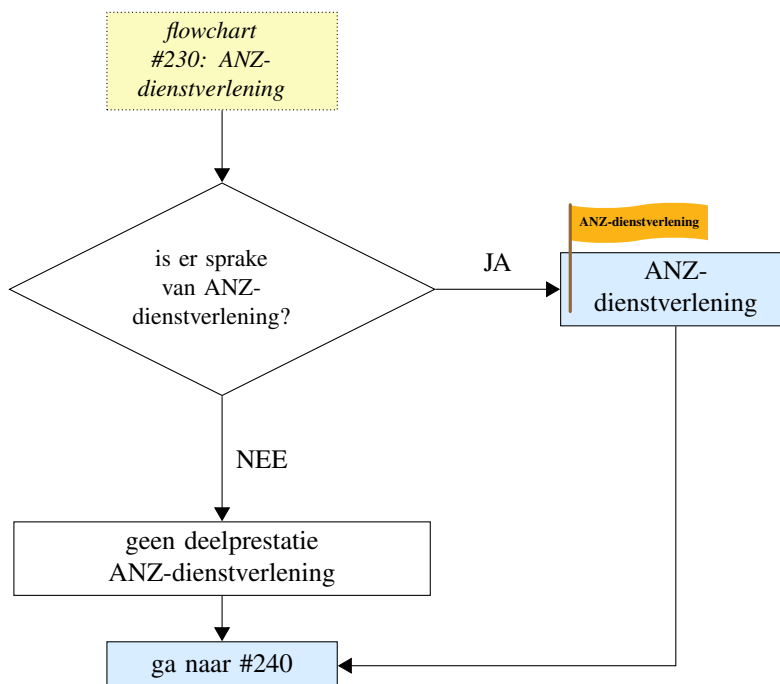 flowchart
#230: ANZ-
dienstverlening
is er sprake
van ANZ-
dienstverlening?
JA
ANZ-dienstverlening
ANZ-
dienstverlening
NEE
geen deelprestatie
ANZ-dienstverlening
ga naar #240